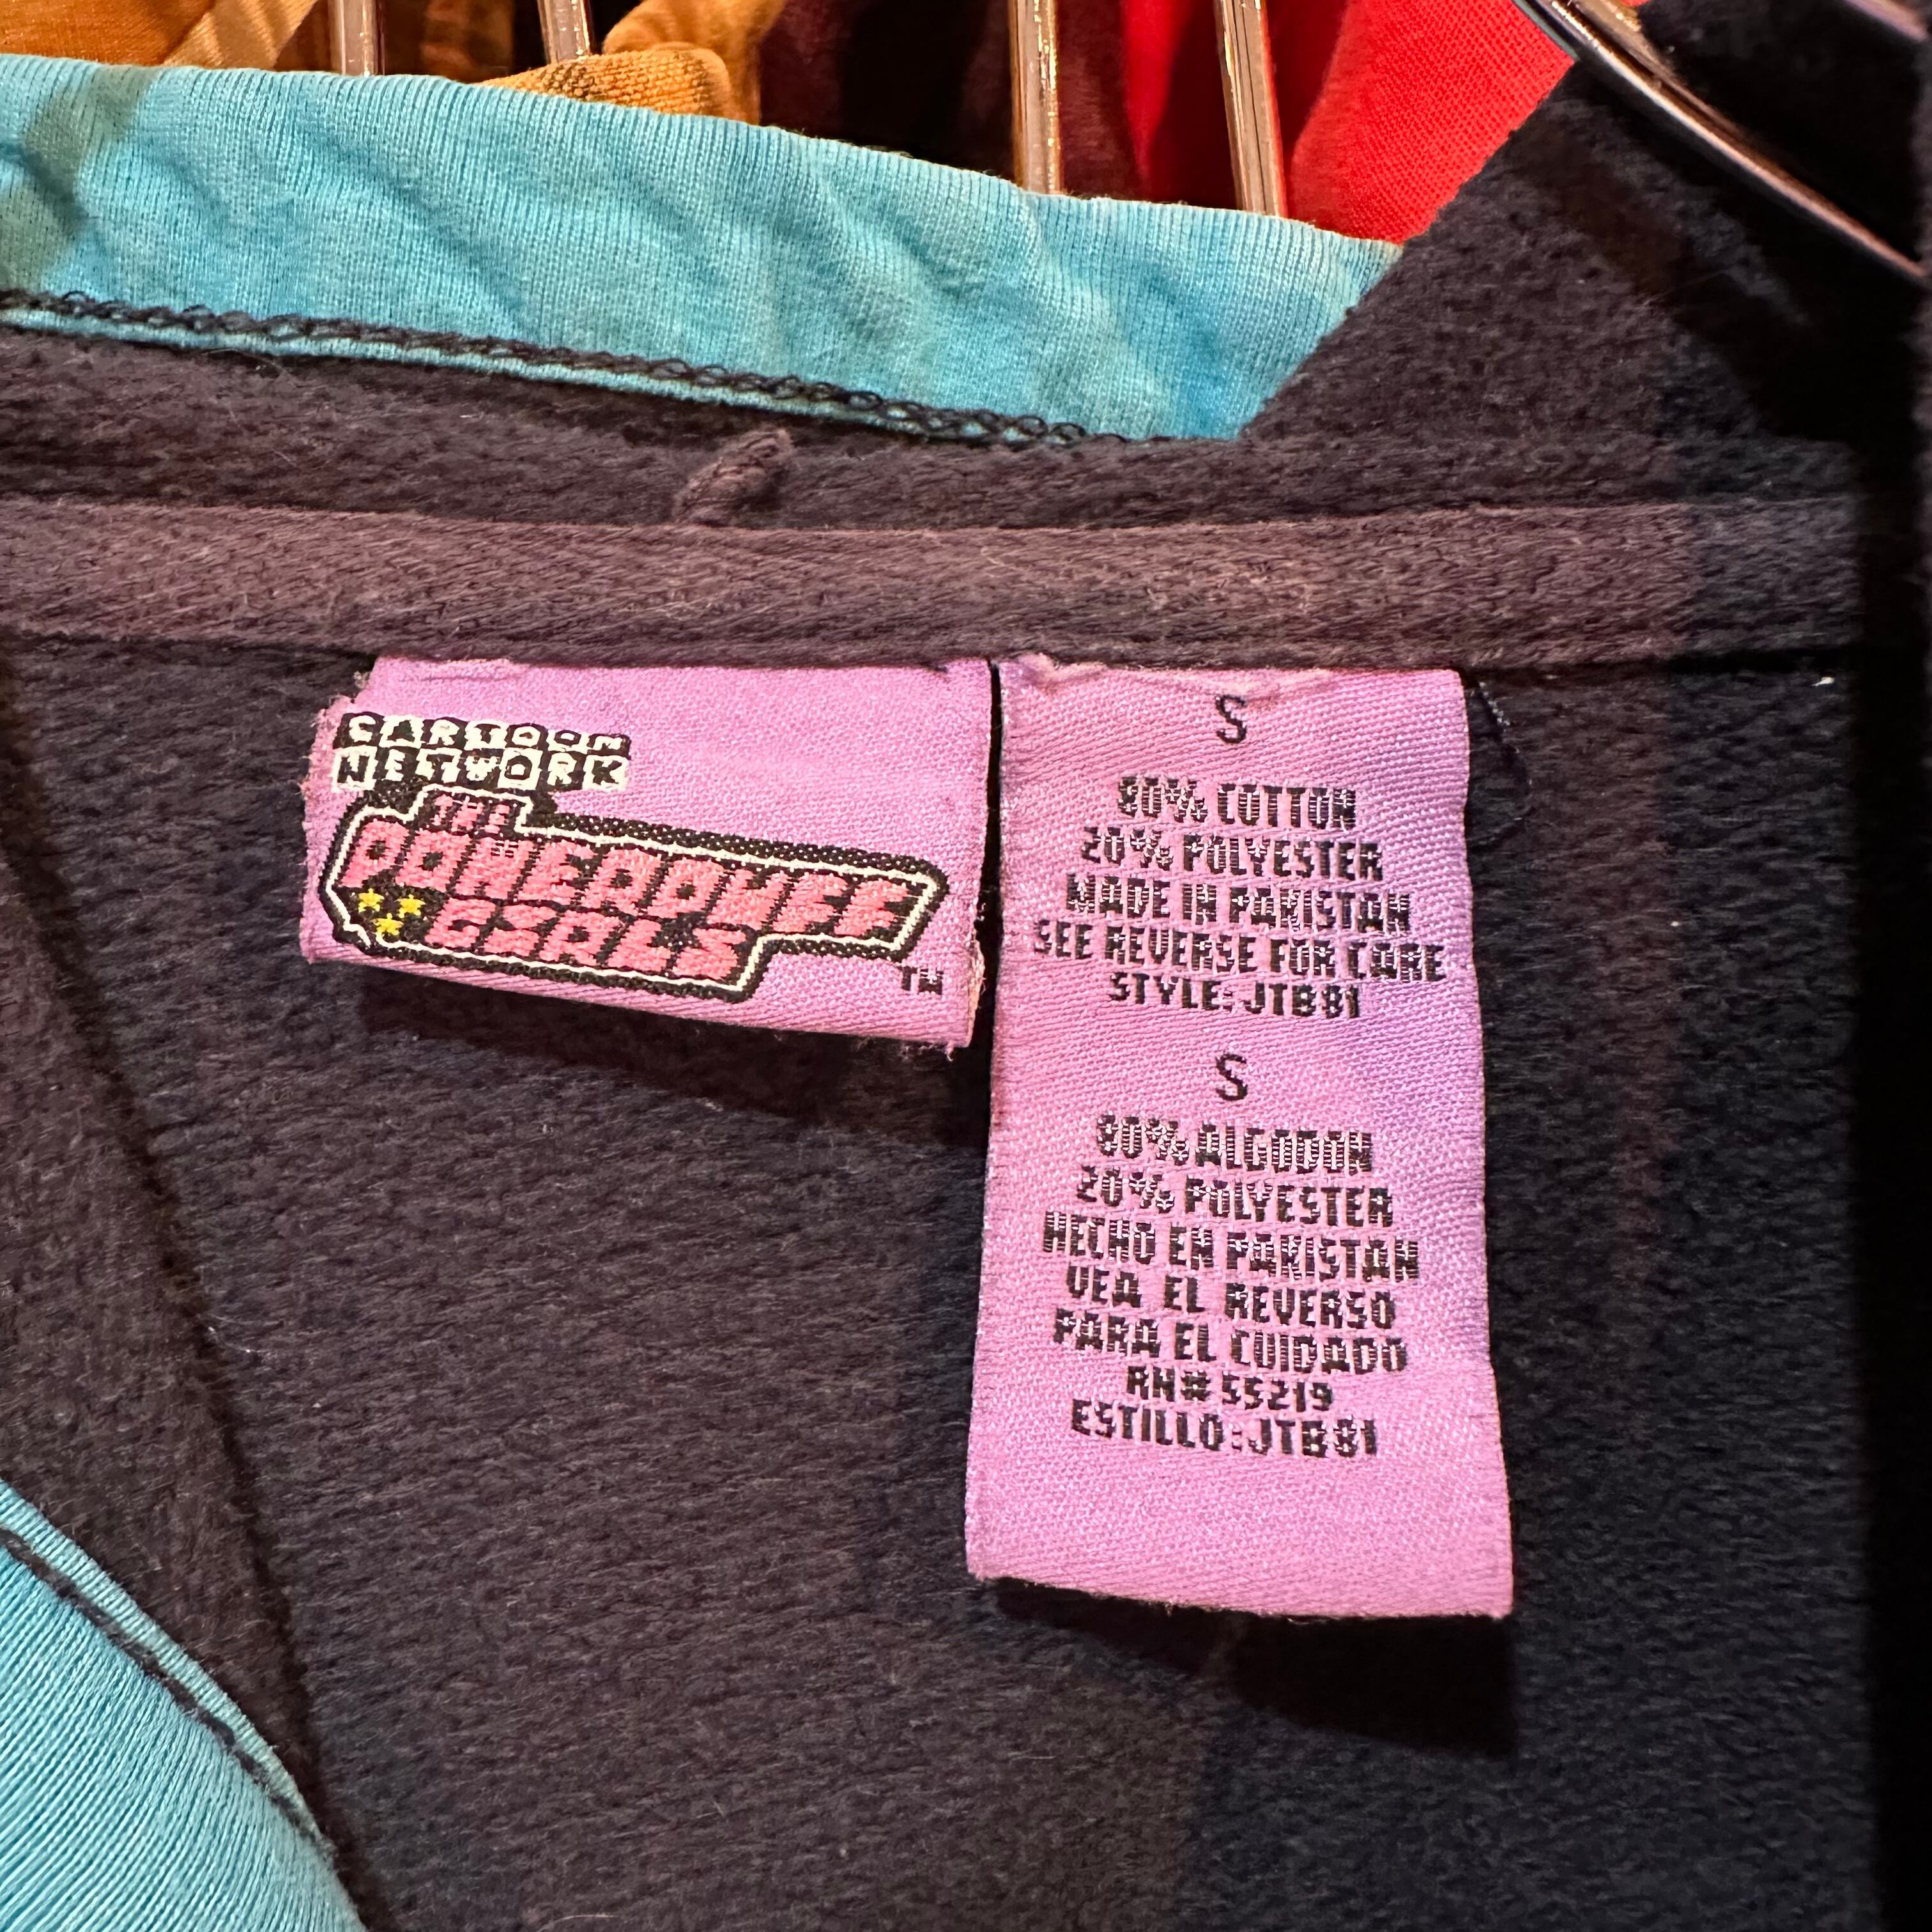 CARTOON
NETWORK
THE
POWERPUFF
GIRLS
TM
S
80% COTTON
20% POLYESTER
MADE IN PAKISTAN
SEE REVERSE FOR CARE
STYLE: JTB81
S
80% ALGODON
20% POLYESTER
HECHO EN PAKISTAN
VEA EL REVERSO
PARA EL CUIDADO
RN# 55219
ESTILLO: JTB81